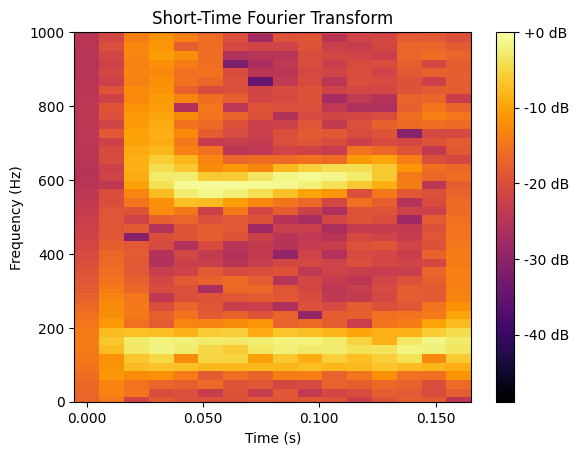 Short-Time Fourier Transform
1000
800
600
400
200
0
Frequency (Hz)
0.000
0.050
0.100
0.150
Time (s)
+0 dB
-10 dB
-20 dB
-30 dB
-40 dB